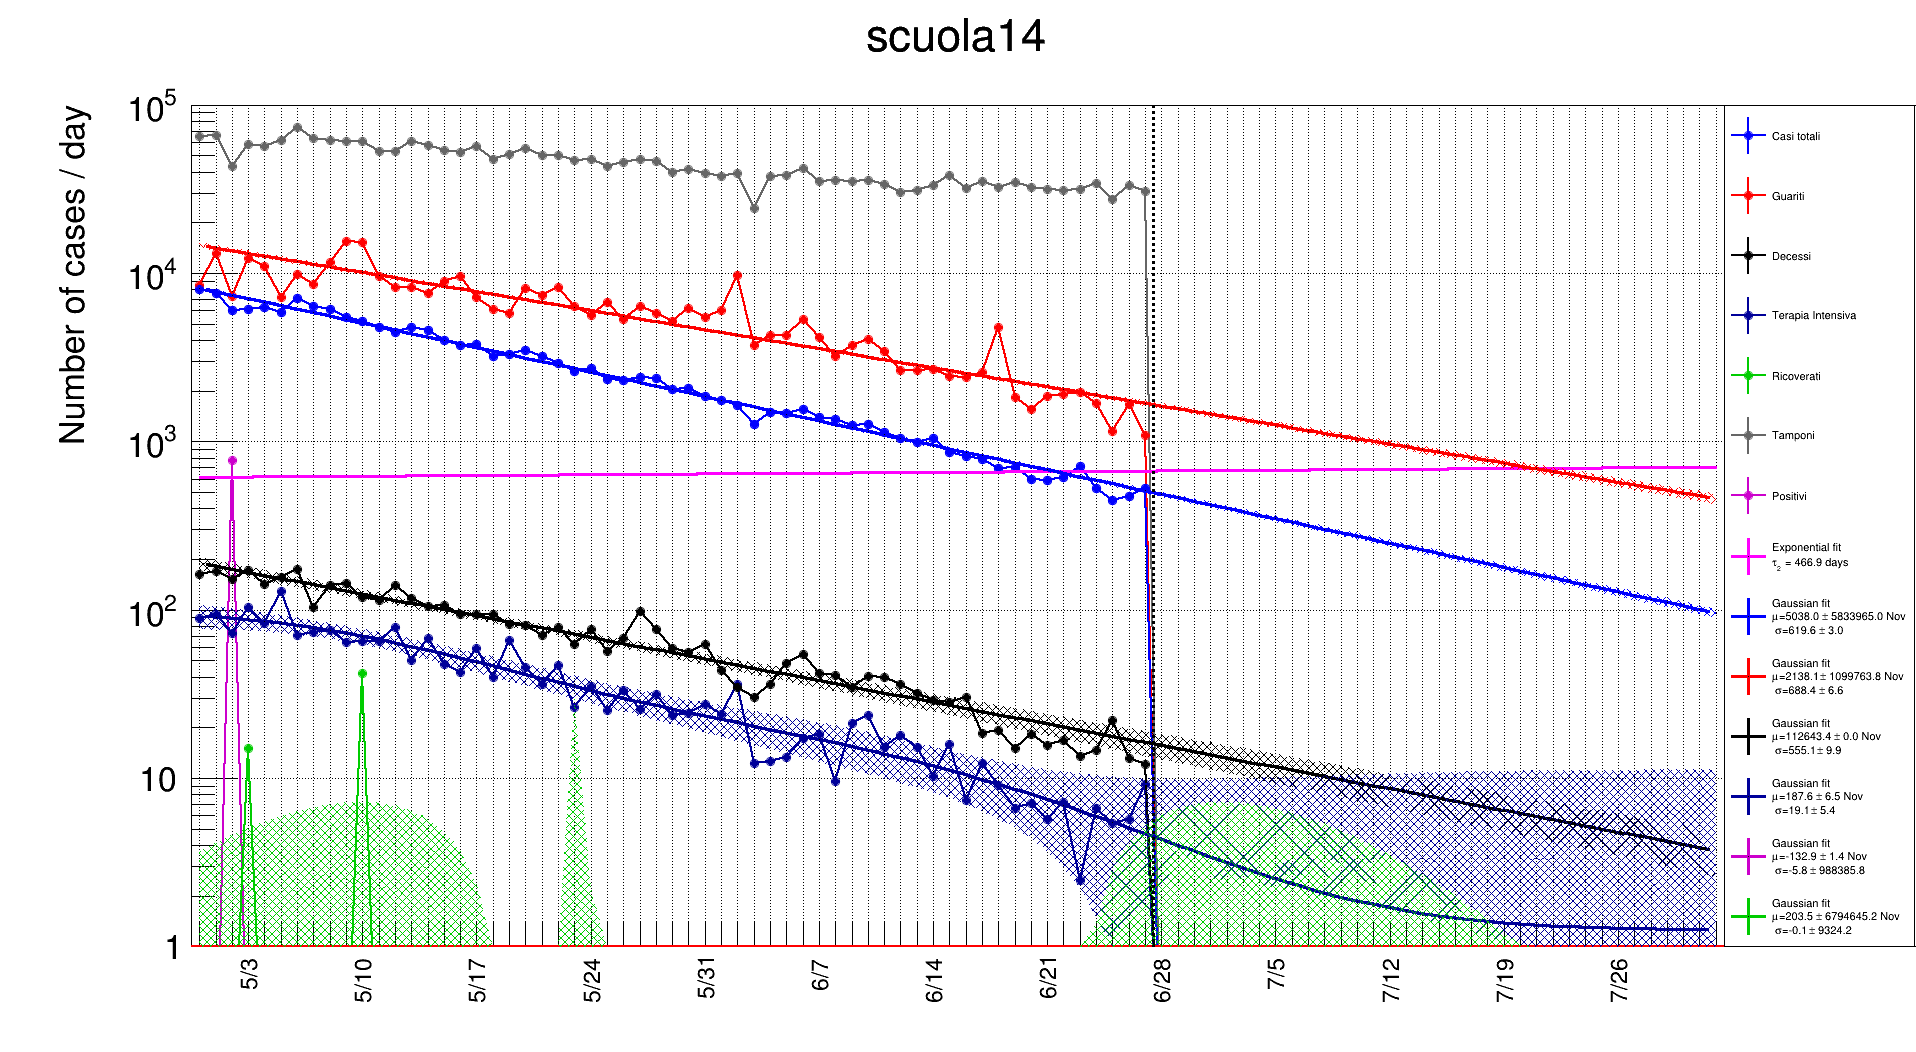 scuola14
Number of cases / day
10^5
10^4
10^3
10^2
10
1
5/3
5/10
5/17
5/24
5/31
6/7
6/14
6/21
6/28
7/5
7/12
7/19
7/26
Casi totali
Guariti
Decessi
Terapia Intensiva
Ricoverati
Tamponi
Positivi
Exponential fit
τ₂ = 466.9 days
Gaussian fit
μ=5038.0 ± 5833965.0 Nov
σ=619.6 ± 3.0
Gaussian fit
μ=2138.1 ± 1099763.8 Nov
σ=688.4 ± 6.6
Gaussian fit
μ=112643.4 ± 0.0 Nov
σ=555.1 ± 9.9
Gaussian fit
μ=187.6 ± 6.5 Nov
σ=19.1 ± 5.4
Gaussian fit
μ=-132.9 ± 1.4 Nov
σ=-5.8 ± 988385.8
Gaussian fit
μ=203.5 ± 6794645.2 Nov
σ=-0.1 ± 9324.2